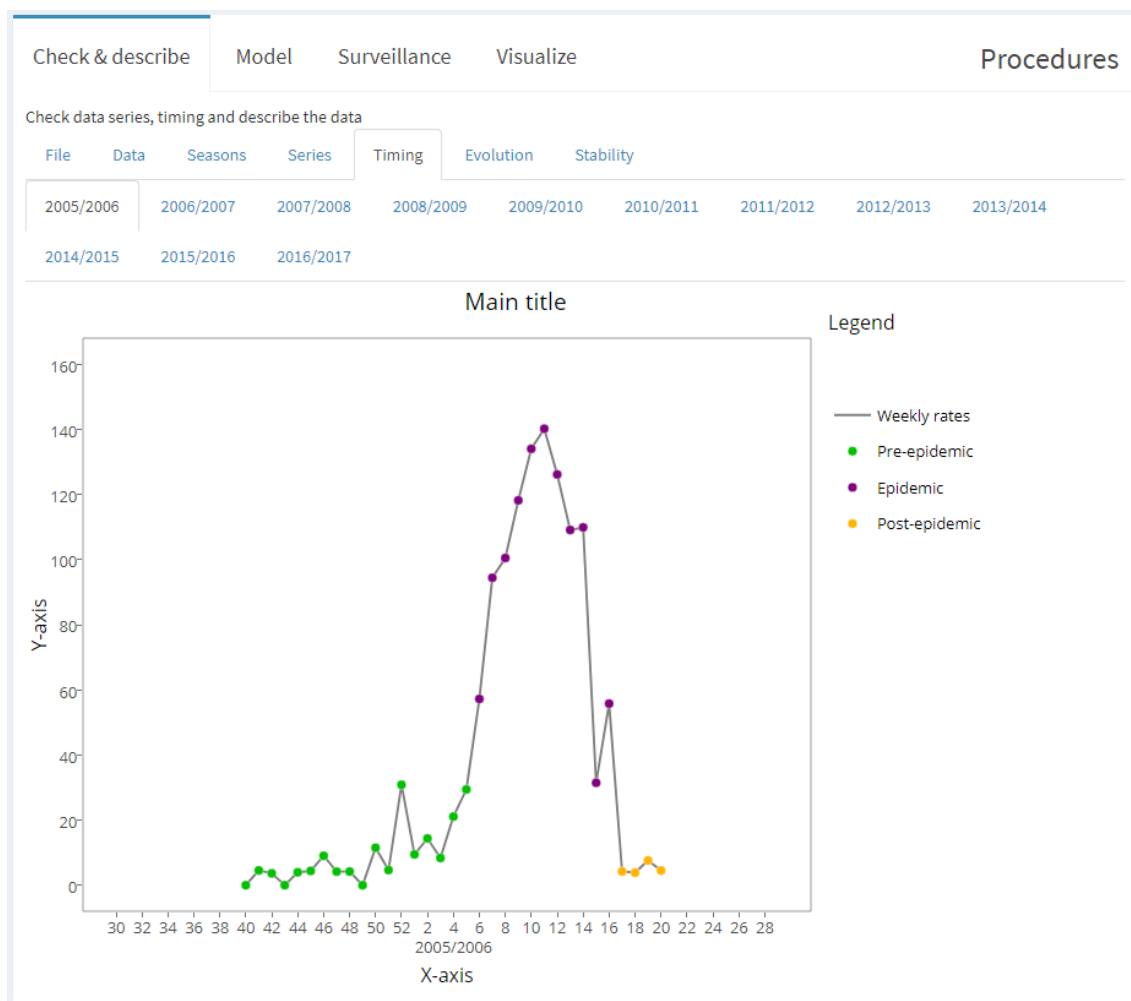 Check & describe Model Surveillance Visualize Procedures
Check data series, timing and describe the data
File Data Seasons Series Timing Evolution Stability
2005/2006 2006/2007 2007/2008 2008/2009 2009/2010 2010/2011 2011/2012 2012/2013 2013/2014
2014/2015 2015/2016 2016/2017
Main title
Legend
Weekly rates
Pre-epidemic
Epidemic
Post-epidemic
Y-axis
160
140
120
100
80
60
40
20
0
30 32 34 36 38 40 42 44 46 48 50 52 2 4 6 8 10 12 14 16 18 20 22 24 26 28
2005/2006
X-axis